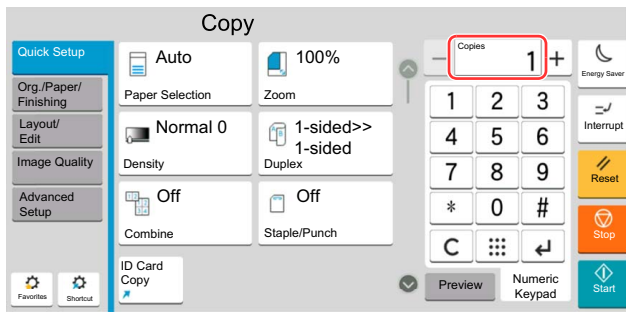 Copy
Quick Setup
Org./Paper/
Finishing
Layout/
Edit
Image Quality
Advanced
Setup
Favorites
Shortcut
Auto
Paper Selection
100%
Zoom
Normal 0
Density
1-sided>>
1-sided
Duplex
Off
Combine
Off
Staple/Punch
ID Card
Copy
Copies
1
1 2 3
4 5 6
7 8 9
* 0 #
C
Preview
Numeric
Keypad
Energy Saver
Interrupt
Reset
Stop
Start